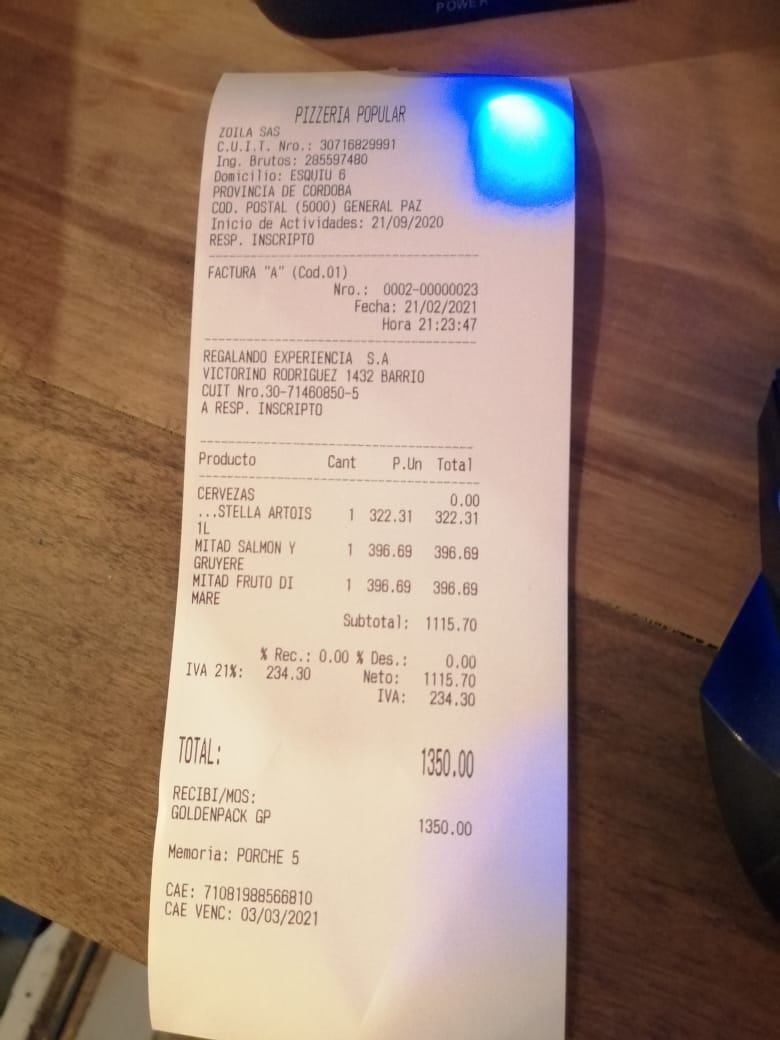 POWER
PIZZERIA POPULAR
ZOILA SAS
C.U.I.T. Nro.: 30716829991
Ing. Brutos: 285597480
Domicilio: ESQUIU 6
PROVINCIA DE CORDOBA
COD. POSTAL (5000) GENERAL PAZ
Inicio de Actividades: 21/09/2020
RESP. INSCRIPTO
FACTURA "A" (Cod.01)
Nro.: 0002-00000023
Fecha: 21/02/2021
Hora 21:23:47
REGALANDO EXPERIENCIA S.A
VICTORINO RODRIGUEZ 1432 BARRIO
CUIT Nro.30-71460850-5
A RESP. INSCRIPTO
Producto Cant P.Un Total
CERVEZAS 0.00
...STELLA ARTOIS 1 322.31 322.31
1L
MITAD SALMON Y 1 396.69 396.69
GRUYERE
MITAD FRUTO DI 1 396.69 396.69
MARE
Subtotal: 1115.70
% Rec.: 0.00 % Des.: 0.00
IVA 21%: 234.30 Neto: 1115.70
IVA: 234.30
TOTAL: 1350.00
RECIBI/MOS:
GOLDENPACK GP 1350.00
Memoria: PORCHE 5
CAE: 71081988566810
CAE VENC: 03/03/2021